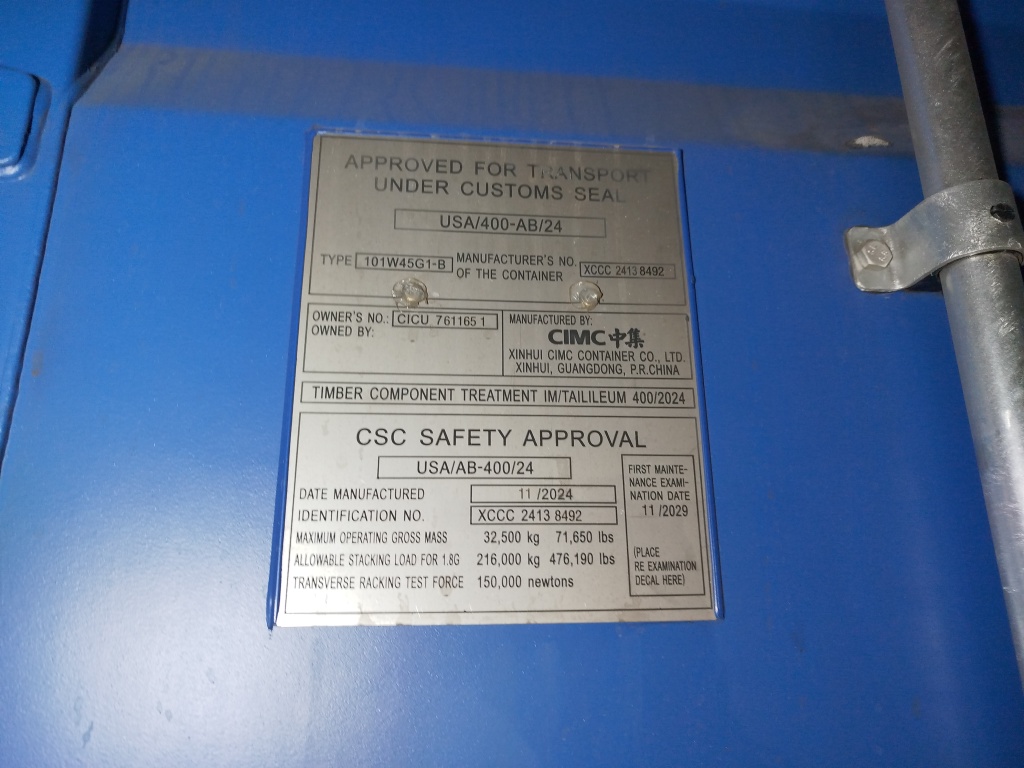 APPROVED FOR TRANSPORT
UNDER CUSTOMS SEAL
USA/400-AB/24
TYPE 101W45G1-B MANUFACTURER'S NO.
OF THE CONTAINER XCCC 2413 8492
OWNER'S NO.: CICU 761165 1
OWNED BY:
MANUFACTURED BY:
CIMC中集
XINHUI CIMC CONTAINER CO., LTD.
XINHUI, GUANGDONG, P.R.CHINA
TIMBER COMPONENT TREATMENT IM/TAILILEUM 400/2024
CSC SAFETY APPROVAL
USA/AB-400/24
DATE MANUFACTURED 11 /2024
IDENTIFICATION NO. XCCC 2413 8492
MAXIMUM OPERATING GROSS MASS 32,500 kg 71,650 lbs
ALLOWABLE STACKING LOAD FOR 1.8G 216,000 kg 476,190 lbs
TRANSVERSE RACKING TEST FORCE 150,000 newtons
FIRST MAINTE-
NANCE EXAMI-
NATION DATE
11 /2029
(PLACE
RE EXAMINATION
DECAL HERE)